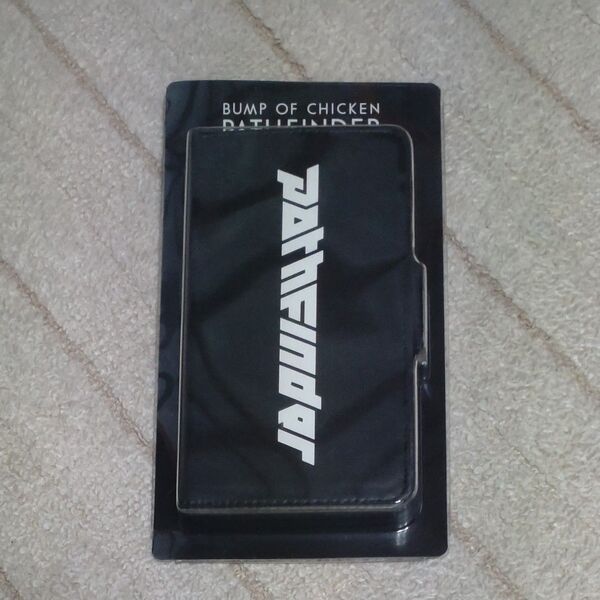 BUMP OF CHICKEN
PATHFINDER
pathfinder